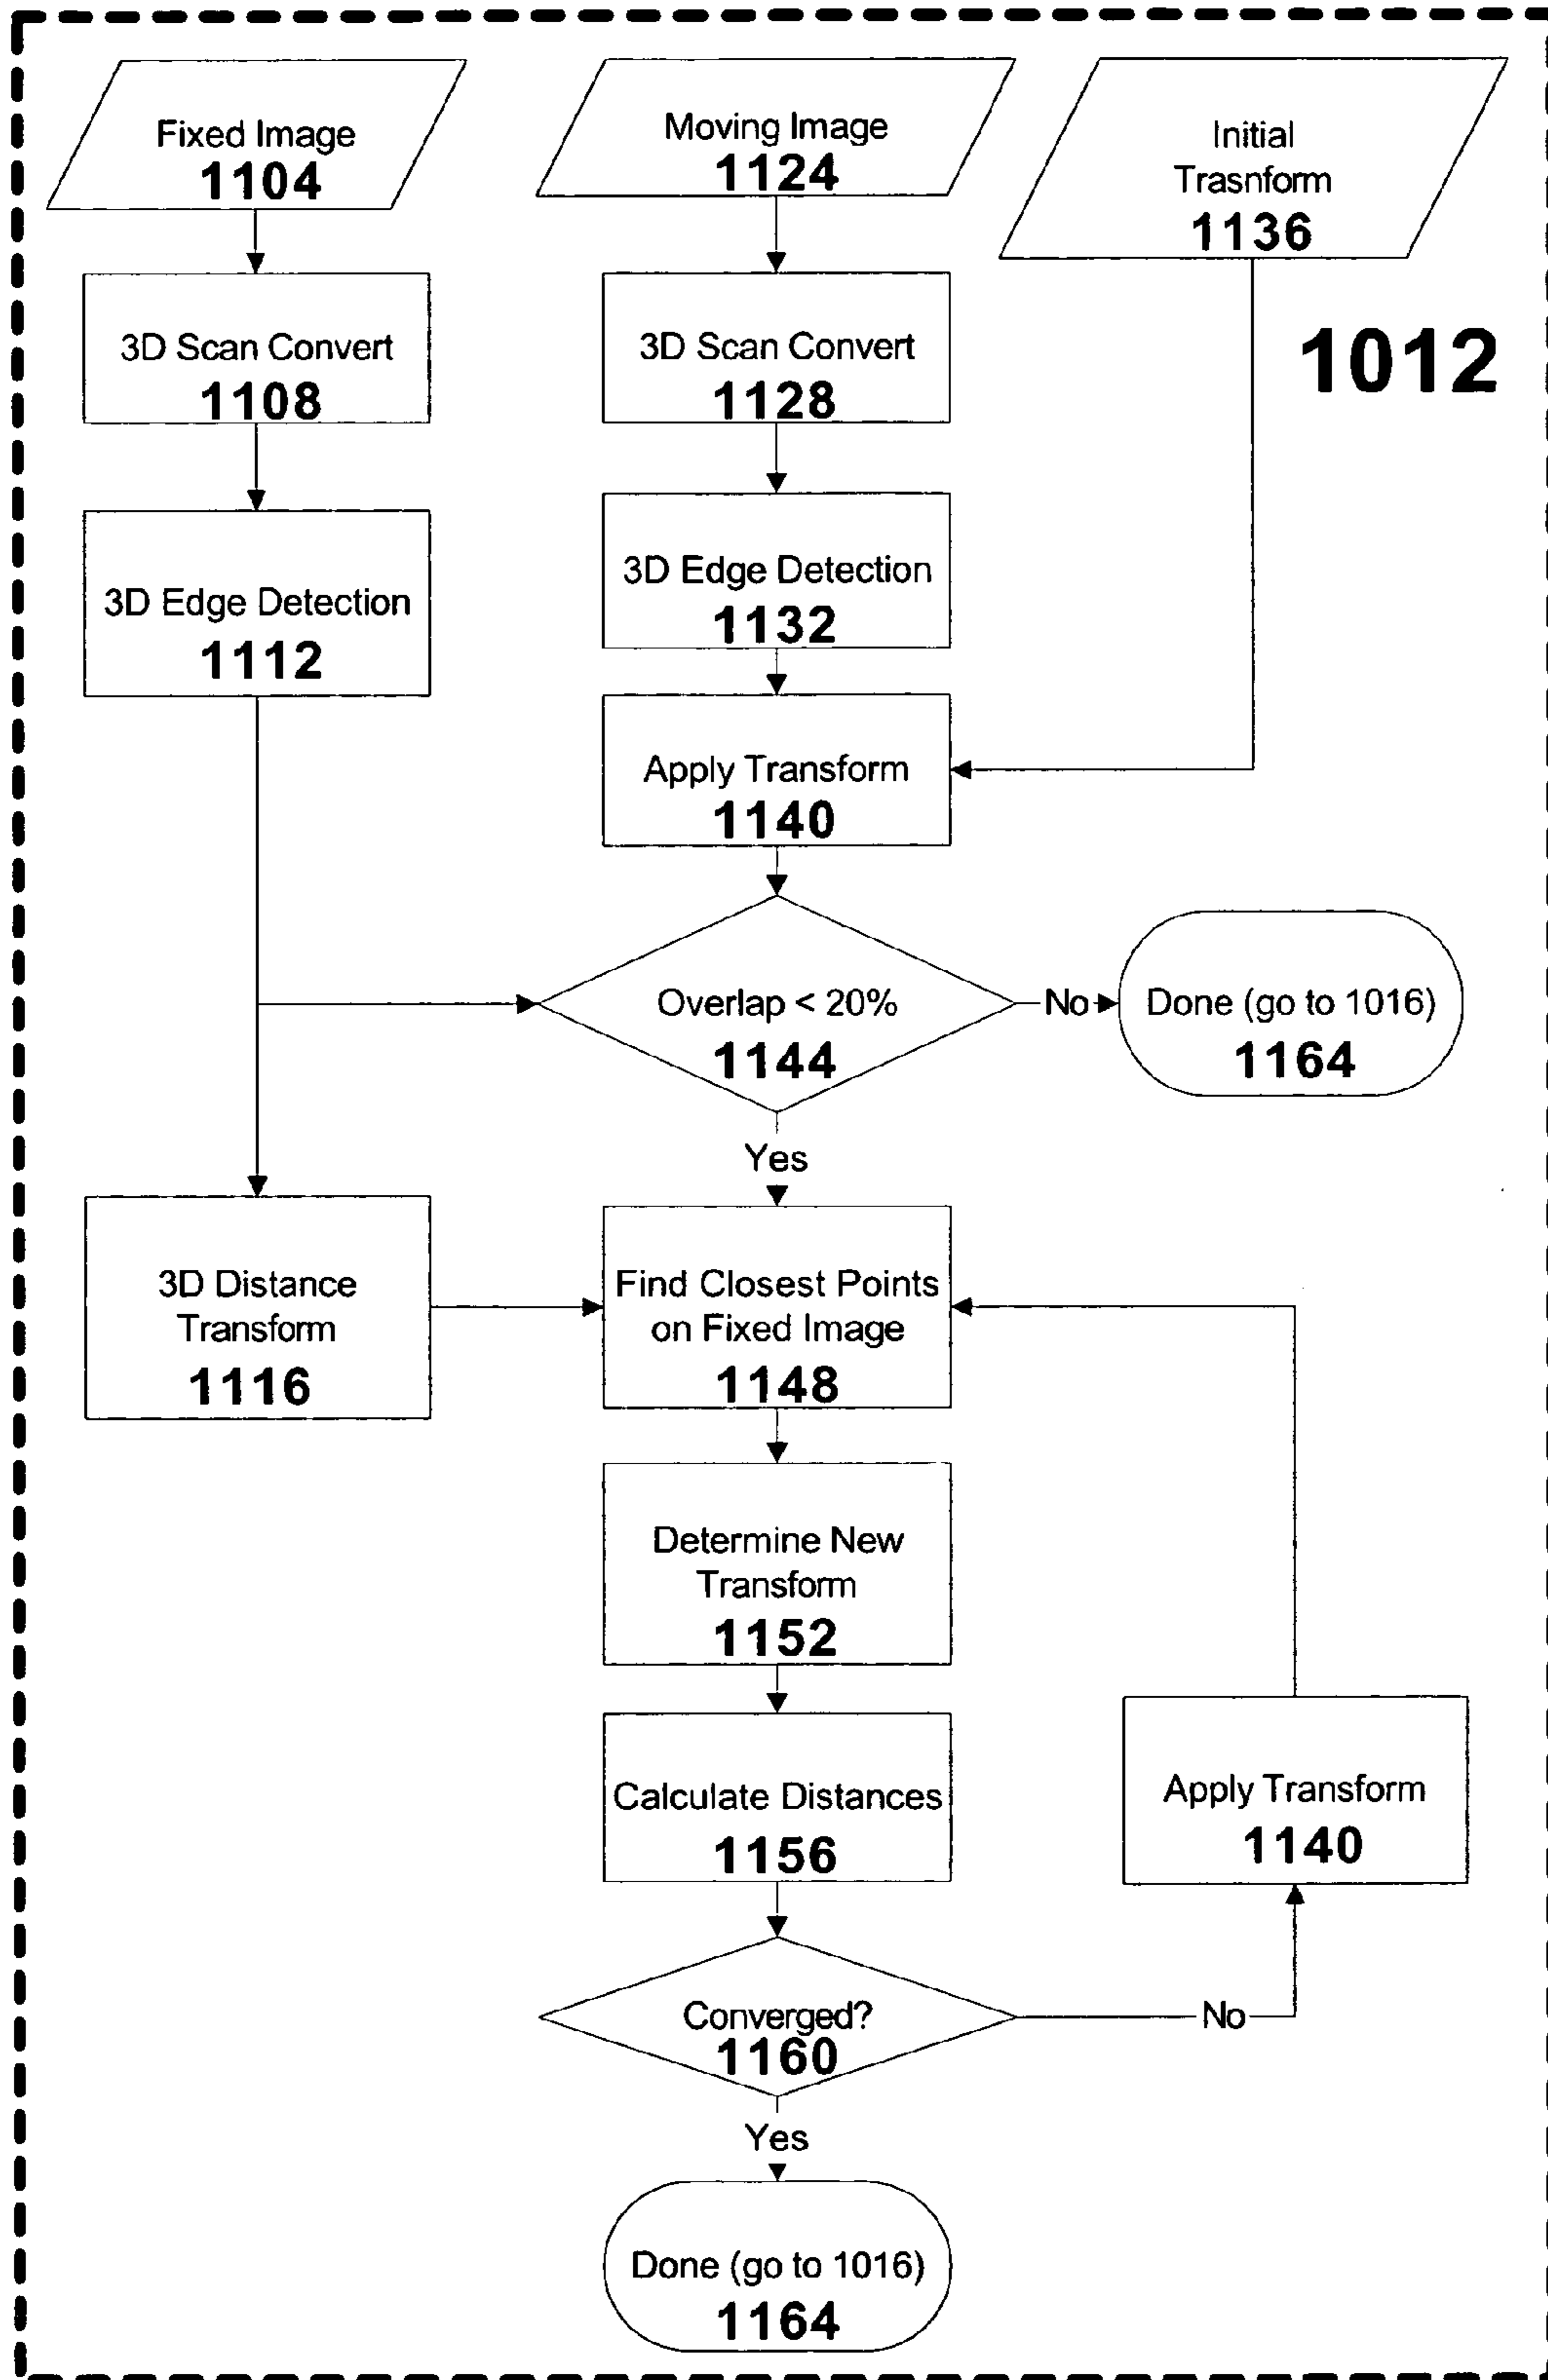 Fixed Image
1104
Moving Image
1124
Initial
Trasnform
1136
3D Scan Convert
1108
3D Scan Convert
1128
1012
3D Edge Detection
1112
3D Edge Detection
1132
Apply Transform
1140
Overlap < 20%
1144
No
Done (go to 1016)
1164
Yes
3D Distance
Transform
1116
Find Closest Points
on Fixed Image
1148
Determine New
Transform
1152
Calculate Distances
1156
Apply Transform
1140
Converged?
1160
No
Yes
Done (go to 1016)
1164